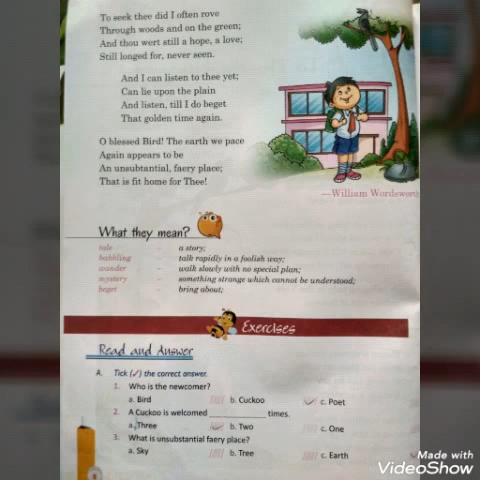 To seek thee did I often rove
Through woods and on the green;
And thou wert still a hope, a love;
Still longed for, never seen.
And I can listen to thee yet;
Can lie upon the plain
And listen, till I do beget
That golden time again.
O blessed Bird! The earth we pace
Again appears to be
An unsubtantial, faery place;
That is fit home for Thee!
—William Wordswort
What they mean?
tale - a story;
babbling - talk rapidly in a foolish way;
wander - walk slowly with no special plan;
mystery - something strange which cannot be understood;
beget - bring about;
Exercises
Read and Answer
A. Tick (✓) the correct answer.
1. Who is the newcomer?
a. Bird b. Cuckoo c. Poet
2. A Cuckoo is welcomed __________ times.
a. Three b. Two c. One
3. What is unsubstantial faery place?
a. Sky b. Tree c. Earth
Made with
VideoShow